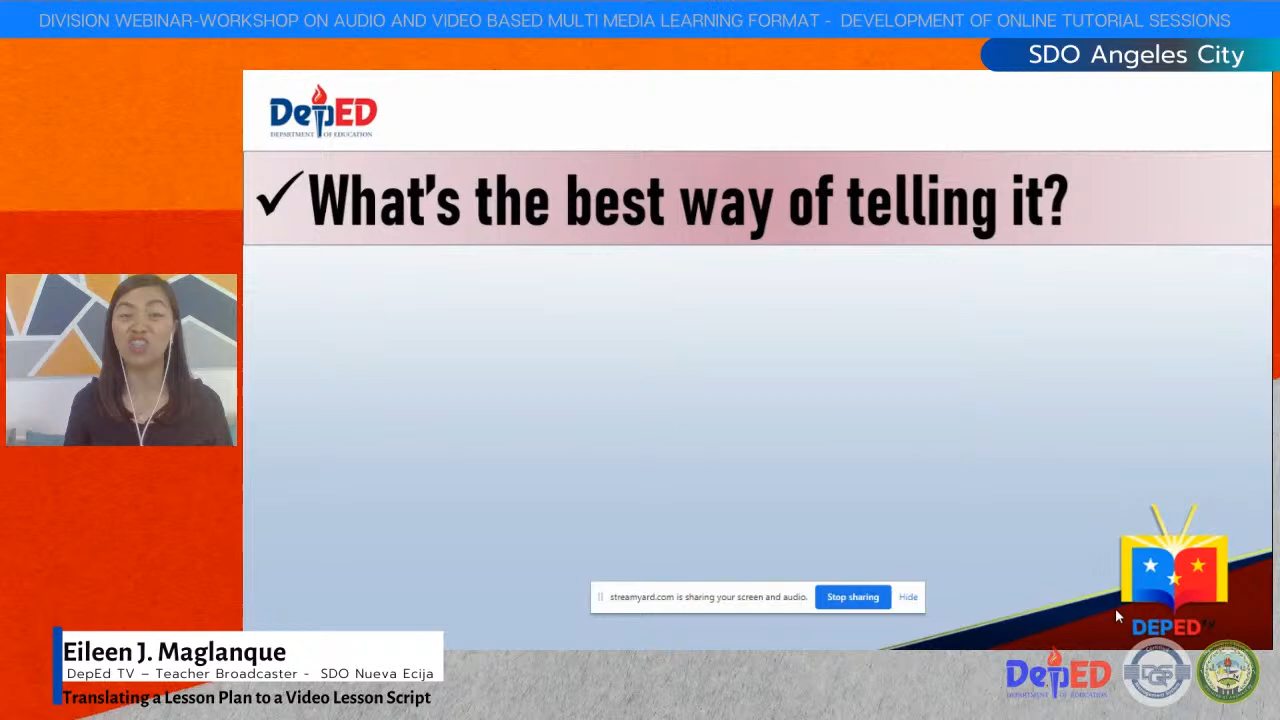 DIVISION WEBINAR-WORKSHOP ON AUDIO AND VIDEO BASED MULTI MEDIA LEARNING FORMAT - DEVELOPMENT OF ONLINE TUTORIAL SESSIONS
SDO Angeles City
DepED
DEPARTMENT OF EDUCATION
✓What's the best way of telling it?
streamyard.com is sharing your screen and audio. Stop sharing Hide
DEPED
Eileen J. Maglanque
DepEd TV – Teacher Broadcaster - SDO Nueva Ecija
Translating a Lesson Plan to a Video Lesson Script
DepED
DEPARTMENT OF EDUCATION